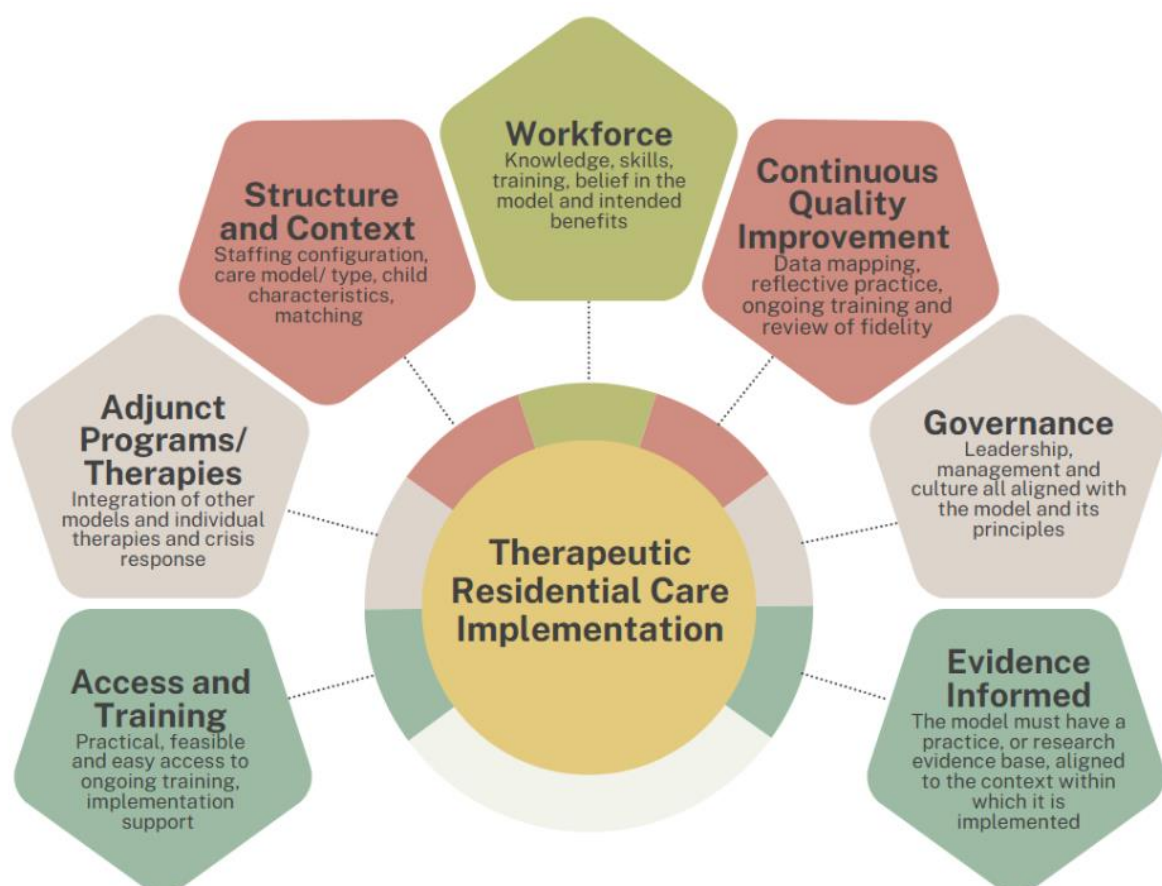 Workforce
Knowledge, skills,
training, belief in the
model and intended
benefits
Structure
and Context
Staffing configuration,
care model/ type, child
characteristics,
matching
Continuous
Quality
Improvement
Data mapping,
reflective practice,
ongoing training and
review of fidelity
Adjunct
Programs/
Therapies
Integration of other
models and individual
therapies and crisis
response
Governance
Leadership,
management and
culture all aligned with
the model and its
principles
Therapeutic
Residential Care
Implementation
Access and
Training
Practical, feasible
and easy access to
ongoing training,
implementation
support
Evidence
Informed
The model must have a
practice, or research
evidence base, aligned
to the context within
which it is
implemented